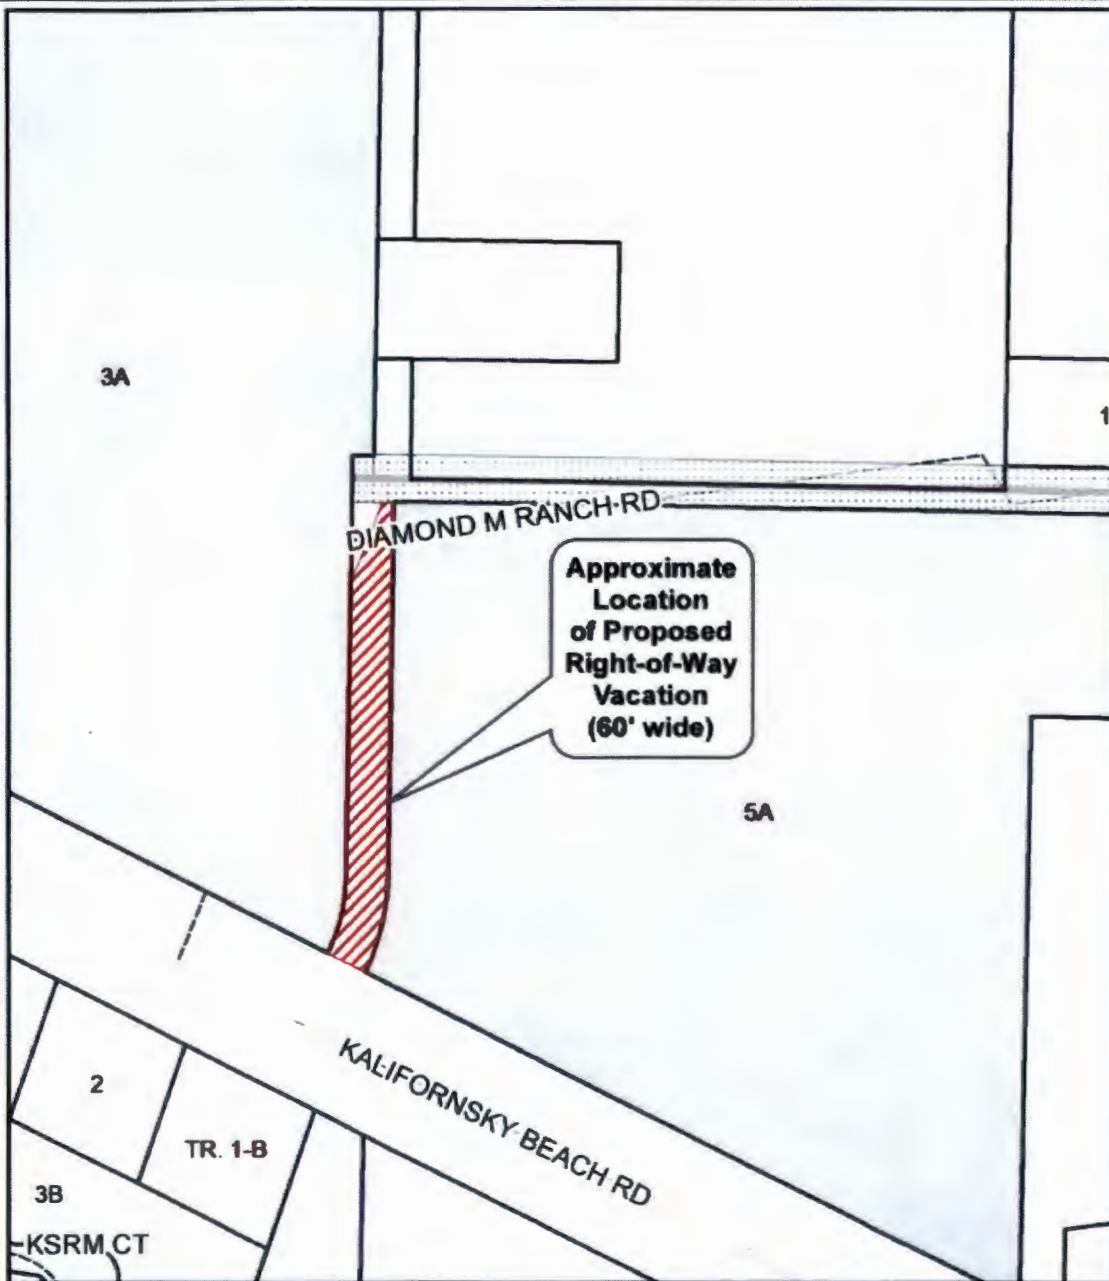 3A
1
DIAMOND M RANCH RD
Approximate
Location
of Proposed
Right-of-Way
Vacation
(60' wide)
5A
KALIFORNSKY BEACH RD
2
TR. 1-B
3B
KSRM CT